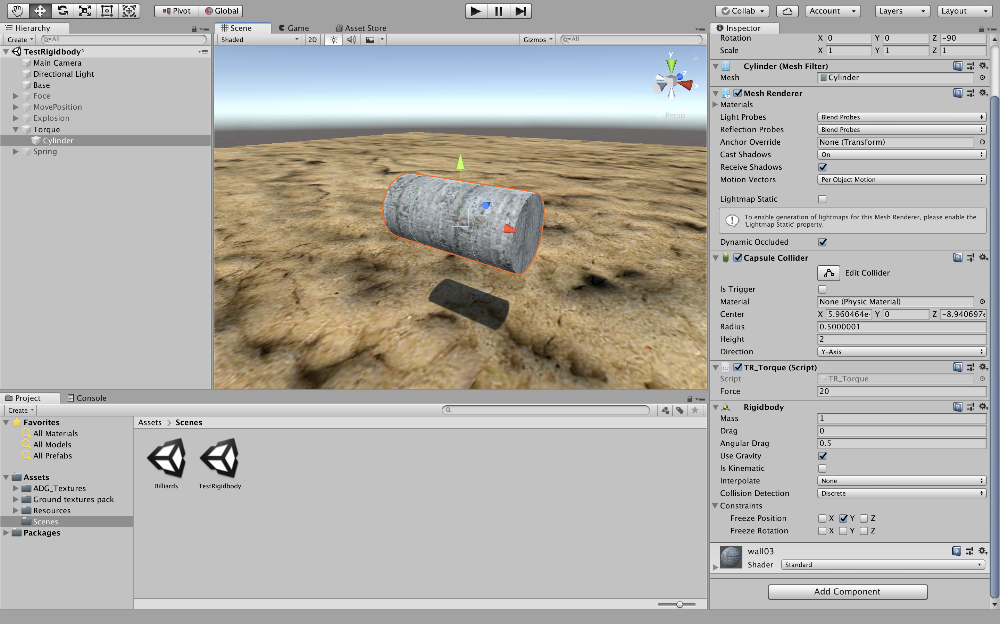 Pivot Global Collab Account Layers Layout
Hierarchy
Create All
TestRigidbody*
Main Camera
Directional Light
Base
Foce
MovePosition
Explosion
Torque
Cylinder
Spring
Scene Game Asset Store
Shaded 2D Gizmos All
y
z
x
Persp
Project Console
Create
Favorites
All Materials
All Models
All Prefabs
Assets
ADG_Textures
Ground textures pack
Resources
Scenes
Packages
Assets > Scenes
Billiards TestRigidbody
Inspector
Rotation X 0 Y 0 Z -90
Scale X 1 Y 1 Z 1
Cylinder (Mesh Filter)
Mesh Cylinder
Mesh Renderer
Materials
Light Probes Blend Probes
Reflection Probes Blend Probes
Anchor Override None (Transform)
Cast Shadows On
Receive Shadows
Motion Vectors Per Object Motion
Lightmap Static
To enable generation of lightmaps for this Mesh Renderer, please enable the
'Lightmap Static' property.
Dynamic Occluded
Capsule Collider
Edit Collider
Is Trigger
Material None (Physic Material)
Center X 5.960464e- Y 0 Z -8.940697e
Radius 0.5000001
Height 2
Direction Y-Axis
C# TR_Torque (Script)
Script TR_Torque
Force 20
Rigidbody
Mass 1
Drag 0
Angular Drag 0.5
Use Gravity
Is Kinematic
Interpolate None
Collision Detection Discrete
Constraints
Freeze Position X Y Z
Freeze Rotation X Y Z
wall03
Shader Standard
Add Component